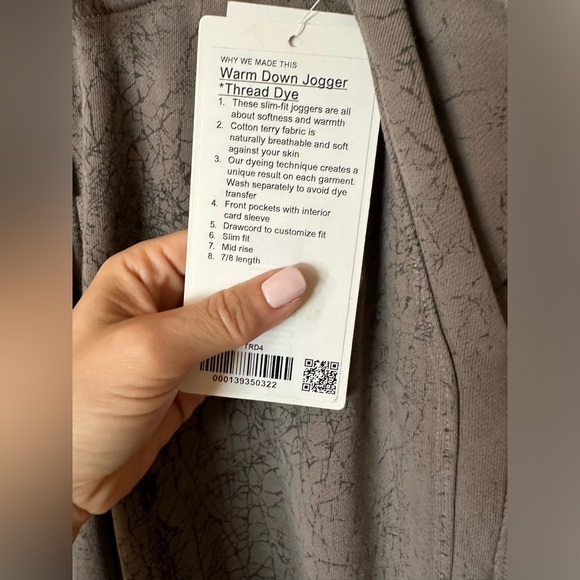 WHY WE MADE THIS
Warm Down Jogger
*Thread Dye
1. These slim-fit joggers are all
about softness and warmth
2. Cotton terry fabric is
naturally breathable and soft
against your skin
3. Our dyeing technique creates a
unique result on each garment.
Wash separately to avoid dye
transfer
4. Front pockets with interior
card sleeve
5. Drawcord to customize fit
6. Slim fit
7. Mid rise
8. 7/8 length
TRD4
000139350322